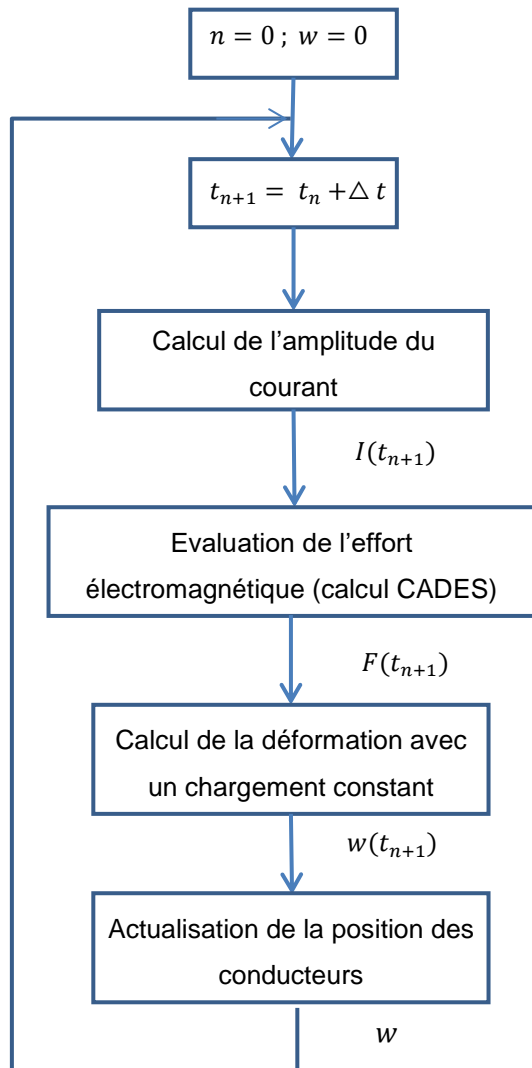 n = 0 ; w = 0
t_{n+1} = t_n + △ t
Calcul de l’amplitude du
courant
I(t_{n+1})
Evaluation de l’effort
électromagnétique (calcul CADES)
F(t_{n+1})
Calcul de la déformation avec
un chargement constant
w(t_{n+1})
Actualisation de la position des
conducteurs
w